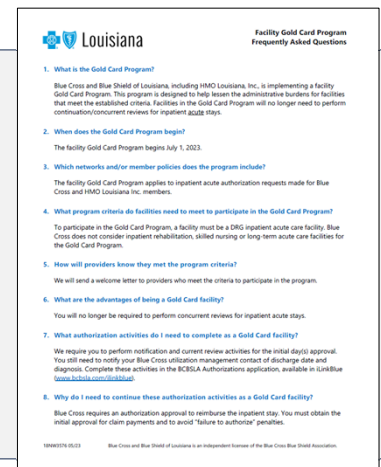 Louisiana
Facility Gold Card Program
Frequently Asked Questions
1. What is the Gold Card Program?
Blue Cross and Blue Shield of Louisiana, including HMO Louisiana, Inc., is implementing a facility
Gold Card Program. This program is designed to help lessen the administrative burdens for facilities
that meet the established criteria. Facilities in the Gold Card Program will no longer need to perform
continuation/concurrent reviews for inpatient acute stays.
2. When does the Gold Card Program begin?
The facility Gold Card Program begins July 1, 2023.
3. Which networks and/or member policies does the program include?
The facility Gold Card Program applies to inpatient acute authorization requests made for Blue
Cross and HMO Louisiana Inc. members.
4. What program criteria do facilities need to meet to participate in the Gold Card Program?
To participate in the Gold Card Program, a facility must be a DRG inpatient acute care facility. Blue
Cross does not consider inpatient rehabilitation, skilled nursing or long-term acute care facilities for
the Gold Card Program.
5. How will providers know they met the program criteria?
We will send a welcome letter to providers who meet the criteria to participate in the program.
6. What are the advantages of being a Gold Card facility?
You will no longer be required to perform concurrent reviews for inpatient acute stays.
7. What authorization activities do I need to complete as a Gold Card facility?
We require you to perform notification and current review activities for the initial day(s) approval.
You still need to notify your Blue Cross utilization management contact of discharge date and
diagnosis. Complete these activities in the BCBSLA Authorizations application, available in iLinkBlue
(www.bcbsla.com/ilinkblue).
8. Why do I need to continue these authorization activities as a Gold Card facility?
Blue Cross requires an authorization approval to reimburse the inpatient stay. You must obtain the
initial approval for claim payments and to avoid "failure to authorize" penalties.
18NW3576 05/23 Blue Cross and Blue Shield of Louisiana is an independent licensee of the Blue Cross Blue Shield Association.